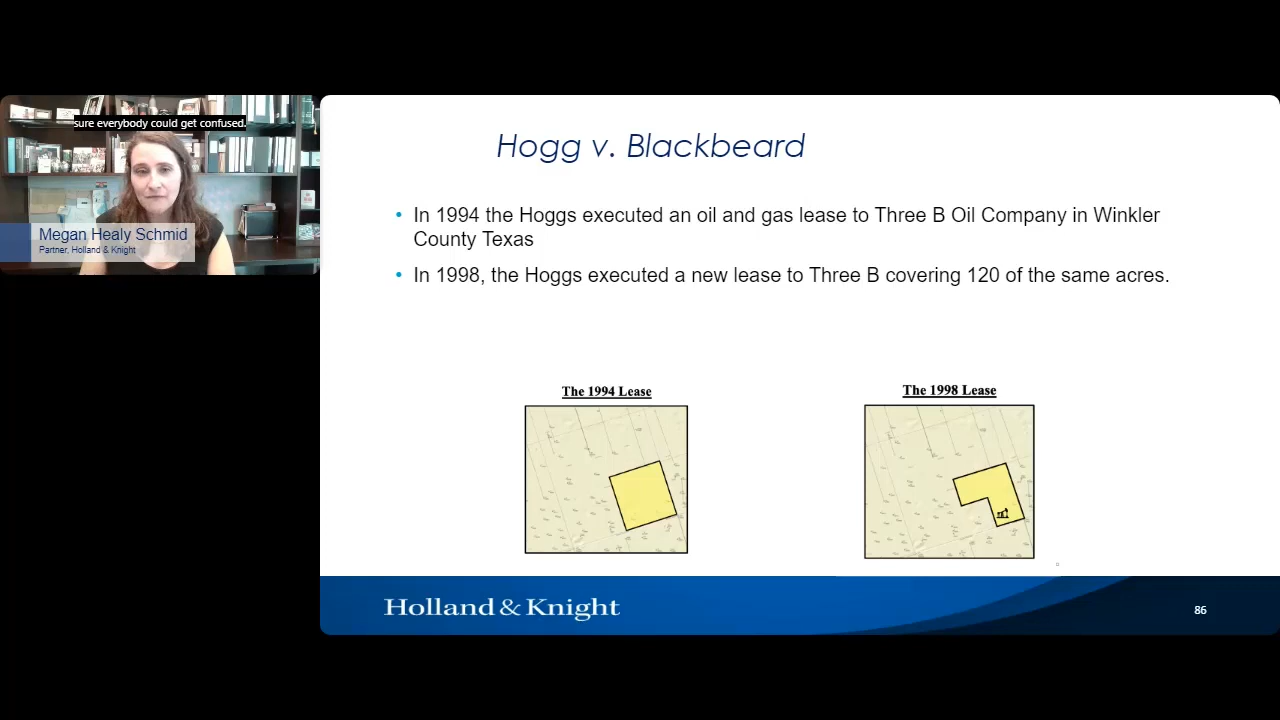 sure everybody could get confused.
Megan Healy Schmid
Partner, Holland & Knight
Hogg v. Blackbeard
• In 1994 the Hoggs executed an oil and gas lease to Three B Oil Company in Winkler
County Texas
• In 1998, the Hoggs executed a new lease to Three B covering 120 of the same acres.
The 1994 Lease
The 1998 Lease
Holland & Knight
86